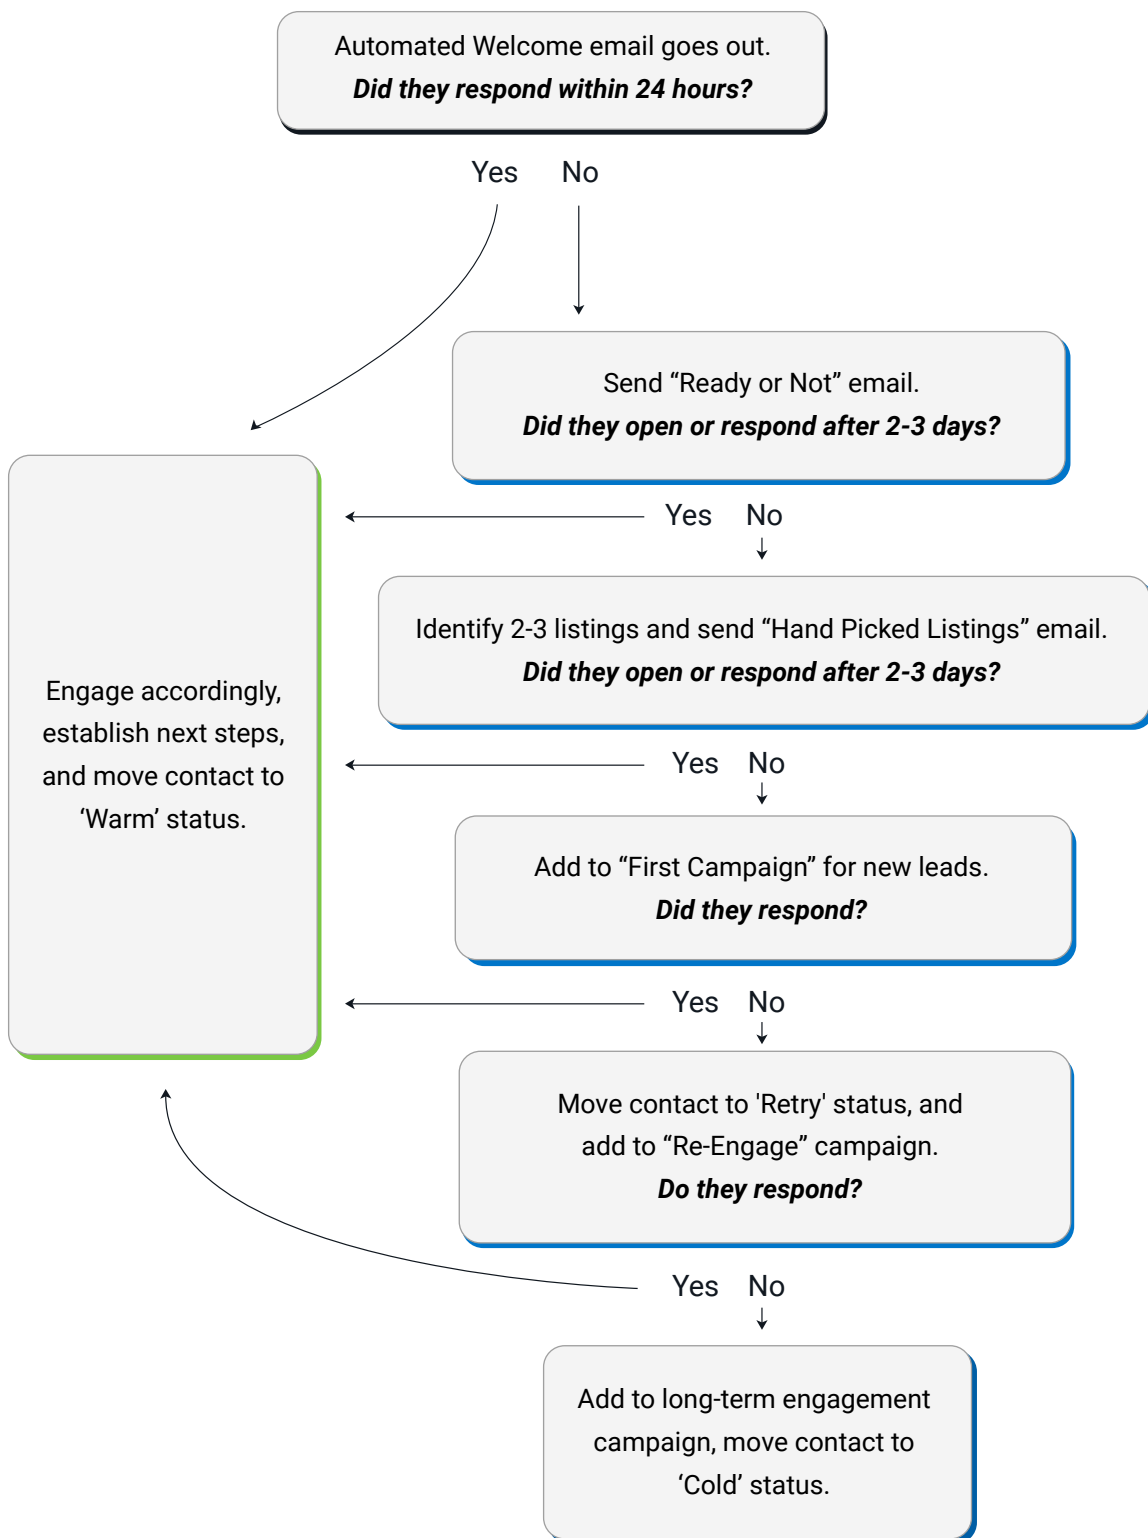 Automated Welcome email goes out.
Did they respond within 24 hours?
Yes No
Send “Ready or Not” email.
Did they open or respond after 2-3 days?
Yes No
Identify 2-3 listings and send “Hand Picked Listings” email.
Did they open or respond after 2-3 days?
Engage accordingly,
establish next steps,
and move contact to
‘Warm’ status.
Yes No
Add to “First Campaign” for new leads.
Did they respond?
Yes No
Move contact to 'Retry' status, and
add to “Re-Engage” campaign.
Do they respond?
Yes No
Add to long-term engagement
campaign, move contact to
‘Cold’ status.